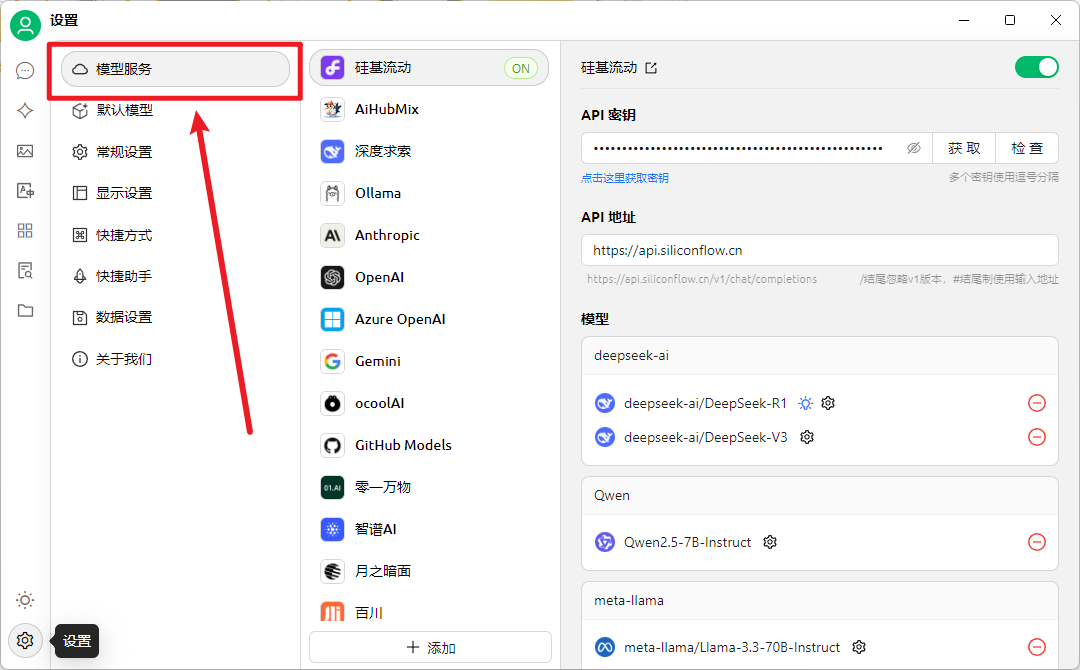 设置
模型服务
默认模型
常规设置
显示设置
快捷方式
快捷助手
数据设置
关于我们
设置
硅基流动
ON
AiHubMix
深度求索
Ollama
Anthropic
OpenAI
Azure OpenAI
Gemini
ocoolAI
GitHub Models
01.AI
零一万物
智谱AI
月之暗面
百川
添加
硅基流动
API 密钥
获 取
检 查
点击这里获取密钥
多个密钥使用逗号分隔
API 地址
https://api.siliconflow.cn
https://api.siliconflow.cn/v1/chat/completions
/结尾忽略v1版本，#结尾制使用输入地址
模型
deepseek-ai
deepseek-ai/DeepSeek-R1
deepseek-ai/DeepSeek-V3
Qwen
Qwen2.5-7B-Instruct
meta-llama
meta-llama/Llama-3.3-70B-Instruct